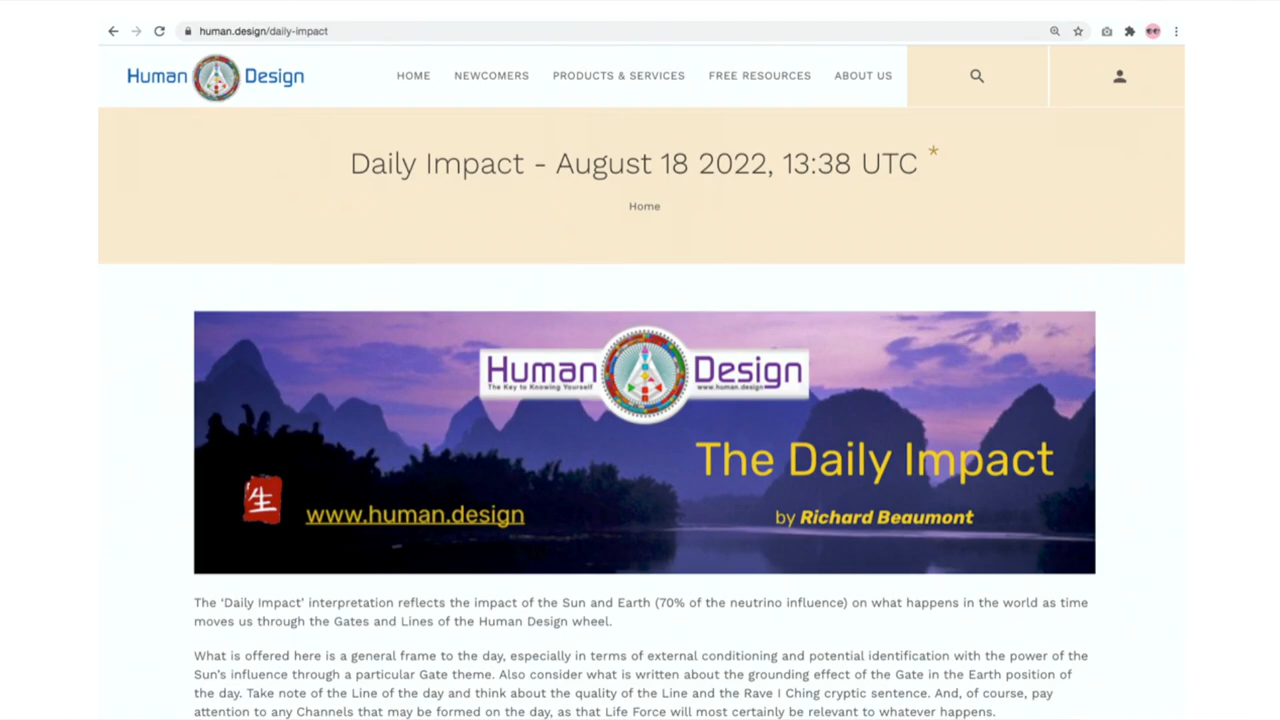 human.design/daily-impact
Human Design
HOME NEWCOMERS PRODUCTS & SERVICES FREE RESOURCES ABOUT US
Daily Impact - August 18 2022, 13:38 UTC *
Home
Human Design
The Key to Knowing Yourself www.human.design
The Daily Impact
生 www.human.design
by Richard Beaumont
The ‘Daily Impact’ interpretation reflects the impact of the Sun and Earth (70% of the neutrino influence) on what happens in the world as time
moves us through the Gates and Lines of the Human Design wheel.
What is offered here is a general frame to the day, especially in terms of external conditioning and potential identification with the power of the
Sun’s influence through a particular Gate theme. Also consider what is written about the grounding effect of the Gate in the Earth position of
the day. Take note of the Line of the day and think about the quality of the Line and the Rave I Ching cryptic sentence. And, of course, pay
attention to any Channels that may be formed on the day, as that Life Force will most certainly be relevant to whatever happens.